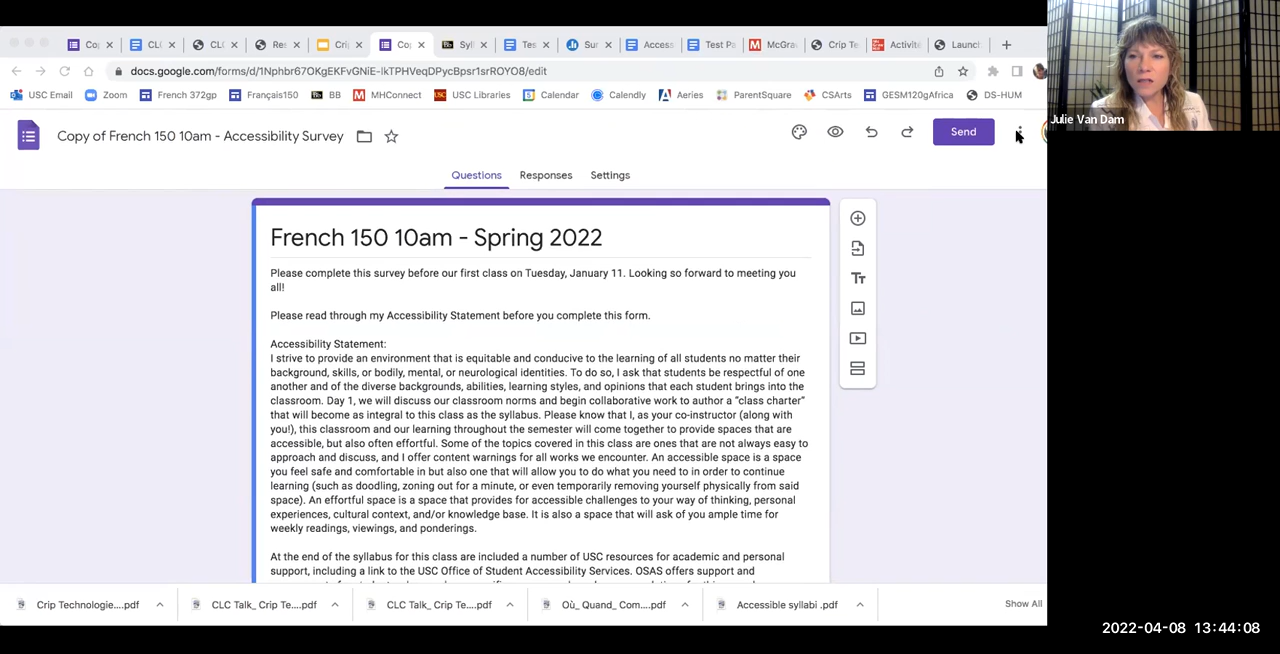 Cop
CLC
CL
Res
Crip
Cop
Syll
Tes
Sur
Access
Test Pa
McGra
Crip Te
Activité
Launc
docs.google.com/forms/d/1Nphbr67OKgEKFvGNiE-lkTPHVeqDPycBpsr1srROYO8/edit
USC Email
Zoom
French 372gp
Français150
BB
MHConnect
USC Libraries
Calendar
Calendly
Aeries
ParentSquare
CSArts
GESM120gAfrica
DS-HUM
Julie Van Dam
Copy of French 150 10am - Accessibility Survey
Send
Questions
Responses
Settings
French 150 10am - Spring 2022
Please complete this survey before our first class on Tuesday, January 11. Looking so forward to meeting you
all!
Please read through my Accessibility Statement before you complete this form.
Accessibility Statement:
I strive to provide an environment that is equitable and conducive to the learning of all students no matter their
background, skills, or bodily, mental, or neurological identities. To do so, I ask that students be respectful of one
another and of the diverse backgrounds, abilities, learning styles, and opinions that each student brings into the
classroom. Day 1, we will discuss our classroom norms and begin collaborative work to author a “class charter”
that will become as integral to this class as the syllabus. Please know that I, as your co-instructor (along with
you!), this classroom and our learning throughout the semester will come together to provide spaces that are
accessible, but also often effortful. Some of the topics covered in this class are ones that are not always easy to
approach and discuss, and I offer content warnings for all works we encounter. An accessible space is a space
you feel safe and comfortable in but also one that will allow you to do what you need to in order to continue
learning (such as doodling, zoning out for a minute, or even temporarily removing yourself physically from said
space). An effortful space is a space that provides for accessible challenges to your way of thinking, personal
experiences, cultural context, and/or knowledge base. It is also a space that will ask of you ample time for
weekly readings, viewings, and ponderings.
At the end of the syllabus for this class are included a number of USC resources for academic and personal
support, including a link to the USC Office of Student Accessibility Services. OSAS offers support and
Crip Technologie....pdf
CLC Talk_ Crip Te....pdf
CLC Talk_ Crip Te....pdf
Où_ Quand_ Com....pdf
Accessible syllabi .pdf
Show All
2022-04-08 13:44:08